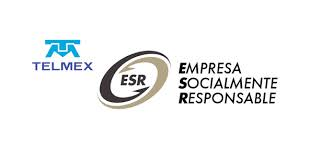 TELMEX
ESR
EMPRESA
SOCIALMENTE
RESPONSABLE